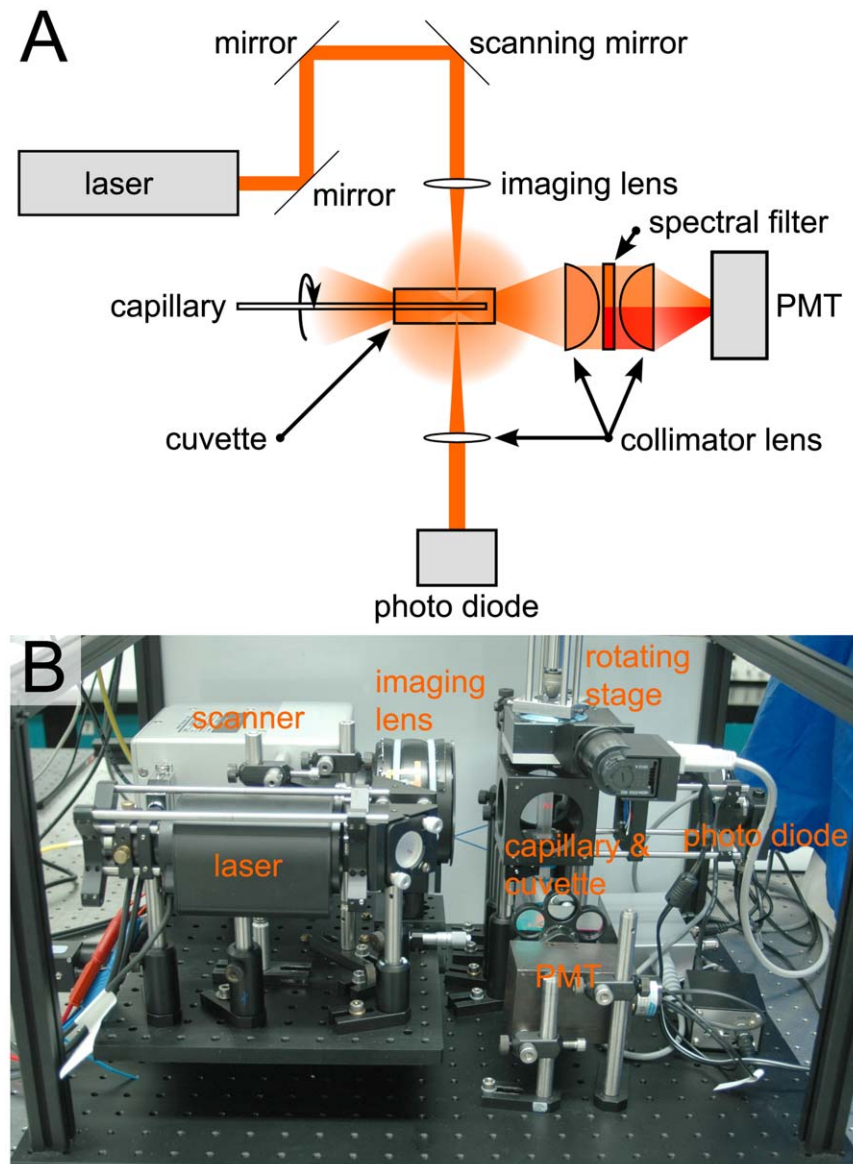 A
mirror
scanning mirror
laser
mirror
imaging lens
spectral filter
capillary
PMT
cuvette
collimator lens
photo diode
B
scanner
imaging
lens
rotating
stage
laser
capillary &
cuvette
photo diode
PMT